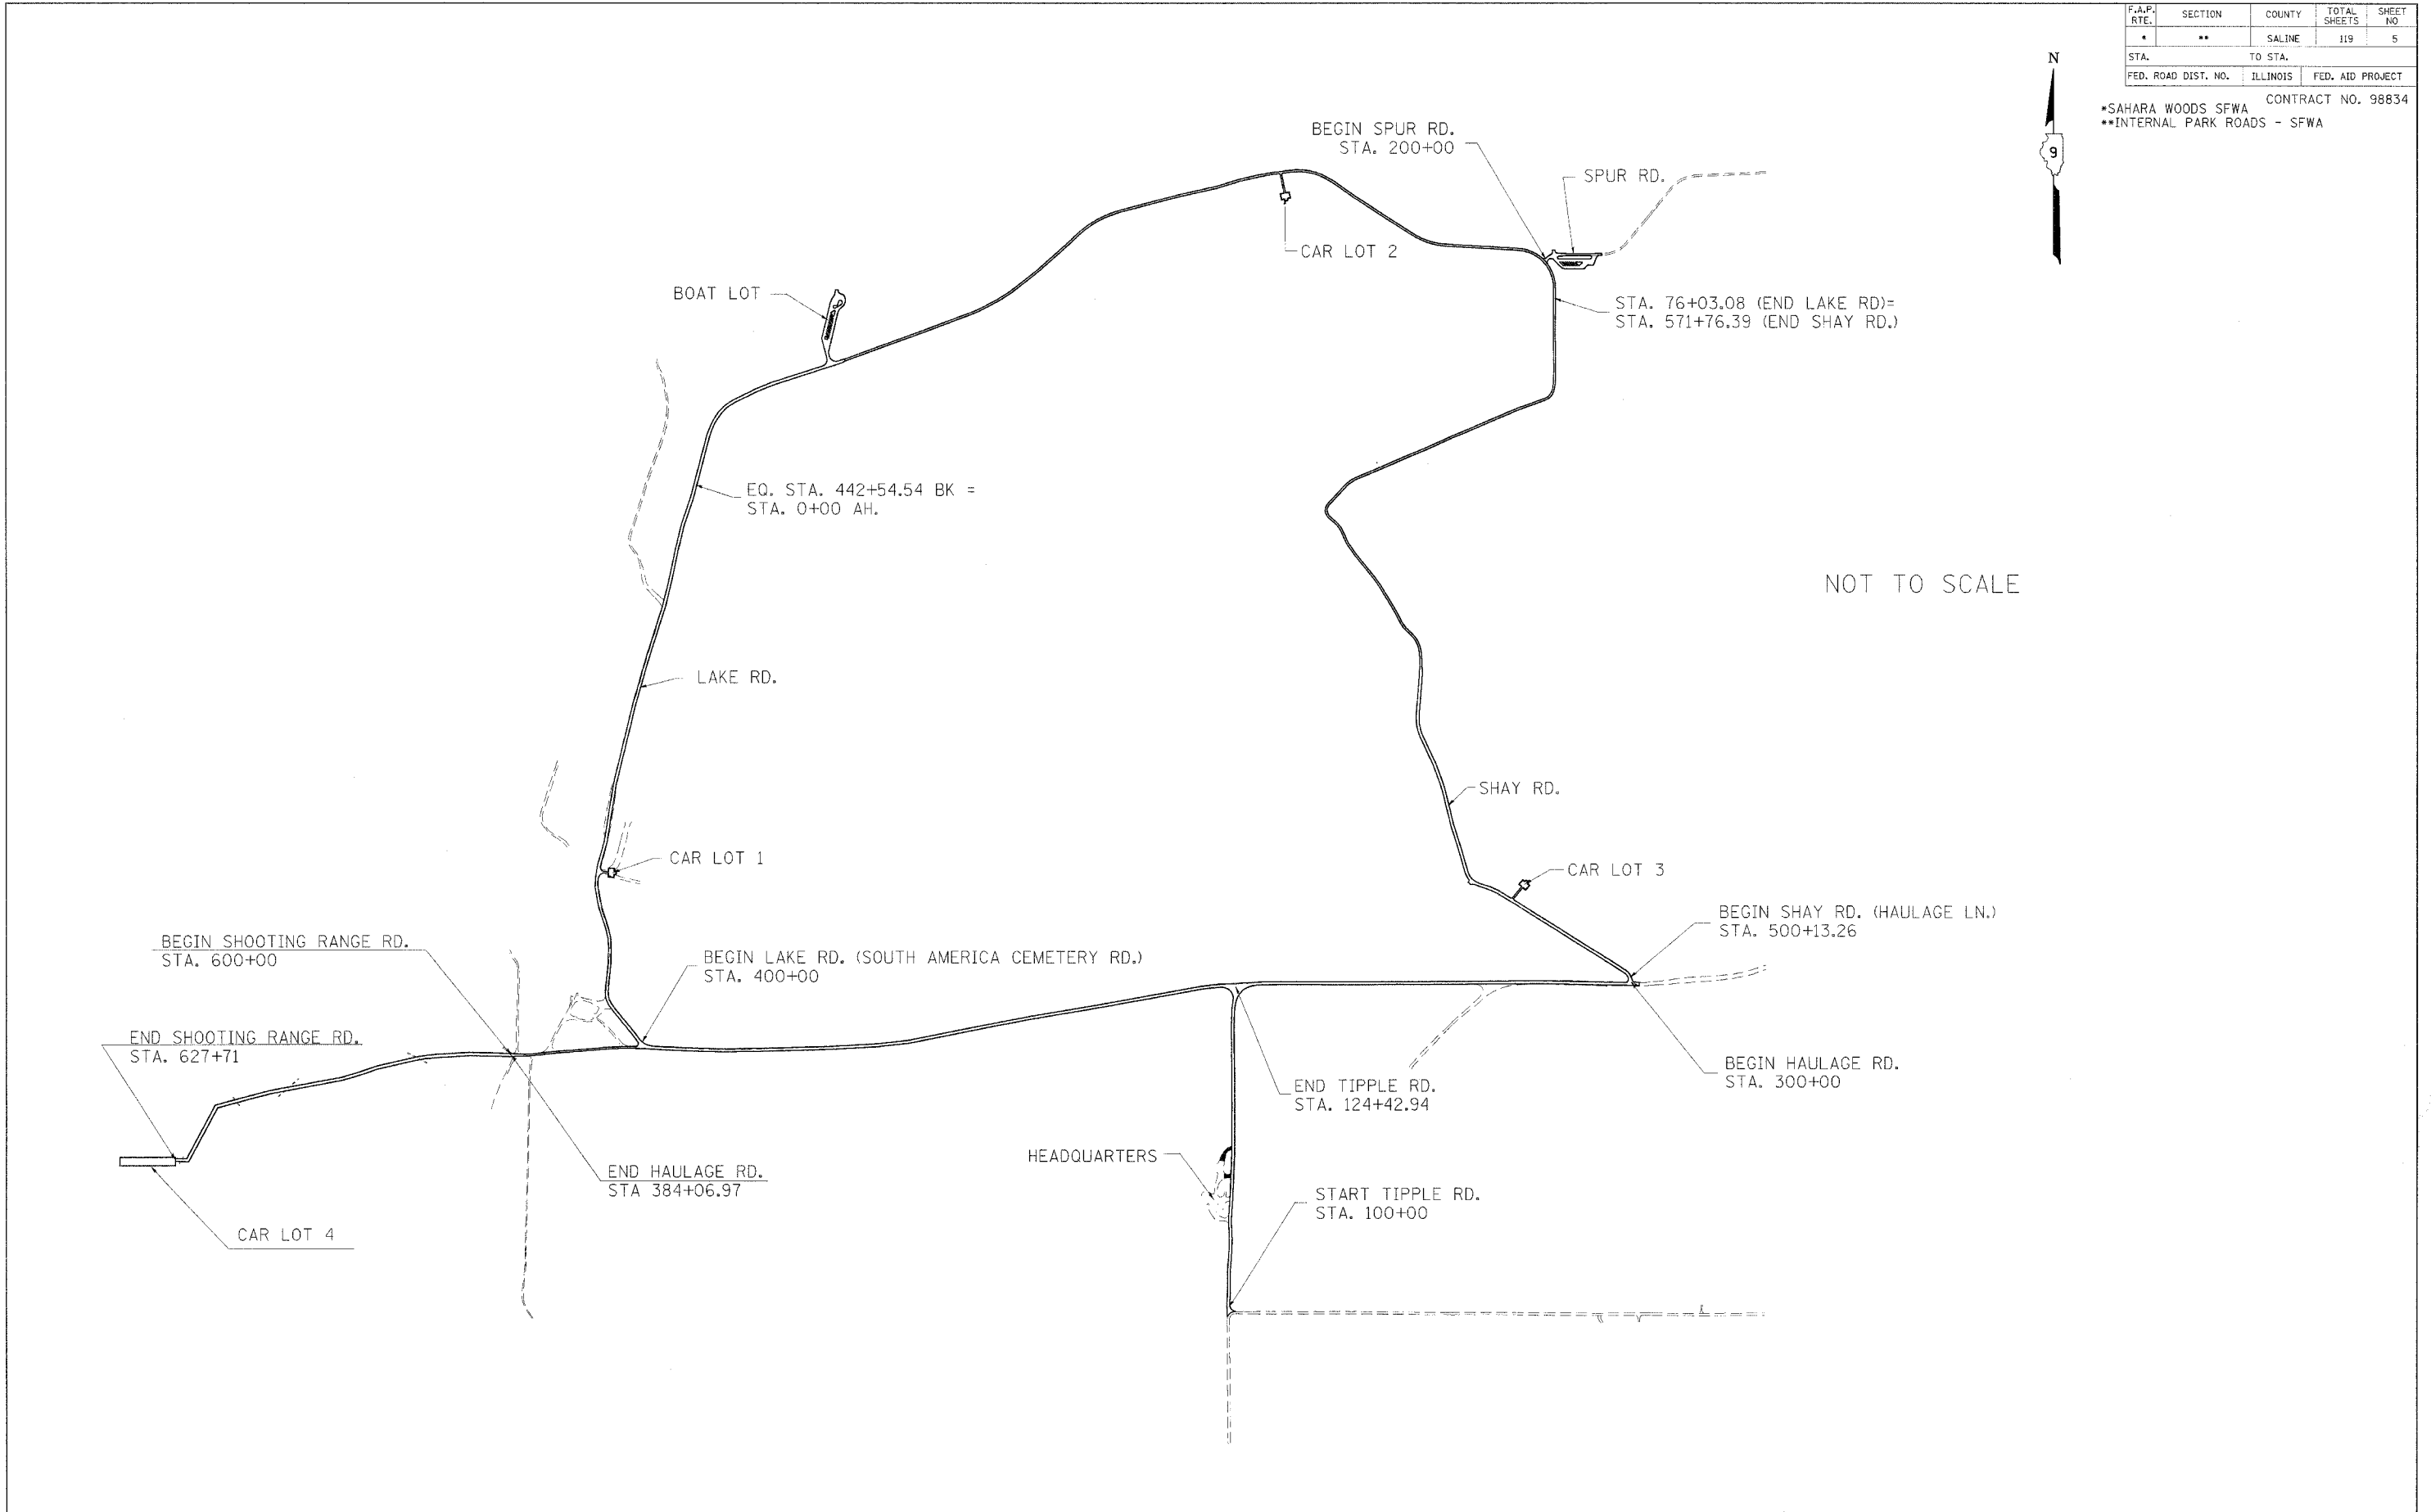 F.A.P. RTE. SECTION COUNTY TOTAL SHEETS SHEET NO
* ** SALINE 119 5
STA. TO STA.
FED. ROAD DIST. NO. ILLINOIS FED. AID PROJECT
CONTRACT NO. 98834
*SAHARA WOODS SFWA
**INTERNAL PARK ROADS - SFWA
N
9
BEGIN SPUR RD.
STA. 200+00
SPUR RD.
CAR LOT 2
BOAT LOT
STA. 76+03.08 (END LAKE RD)=
STA. 571+76.39 (END SHAY RD.)
EQ. STA. 442+54.54 BK =
STA. 0+00 AH.
NOT TO SCALE
LAKE RD.
SHAY RD.
CAR LOT 1
CAR LOT 3
BEGIN SHAY RD. (HAULAGE LN.)
STA. 500+13.26
BEGIN SHOOTING RANGE RD.
STA. 600+00
BEGIN LAKE RD. (SOUTH AMERICA CEMETERY RD.)
STA. 400+00
END SHOOTING RANGE RD.
STA. 627+71
BEGIN HAULAGE RD.
STA. 300+00
END TIPPLE RD.
STA. 124+42.94
HEADQUARTERS
END HAULAGE RD.
STA 384+06.97
START TIPPLE RD.
STA. 100+00
CAR LOT 4